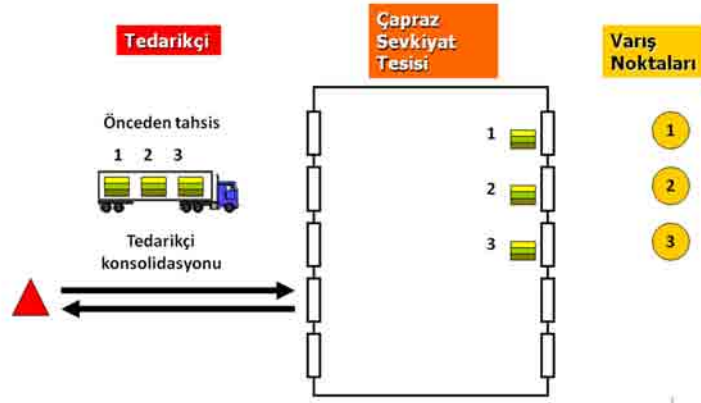 Tedarikçi
Çapraz
Sevkiyat
Tesisi
Varış
Noktaları
Önceden tahsis
1 2 3
Tedarikçi
konsolidasyonu
1
2
3
1
2
3